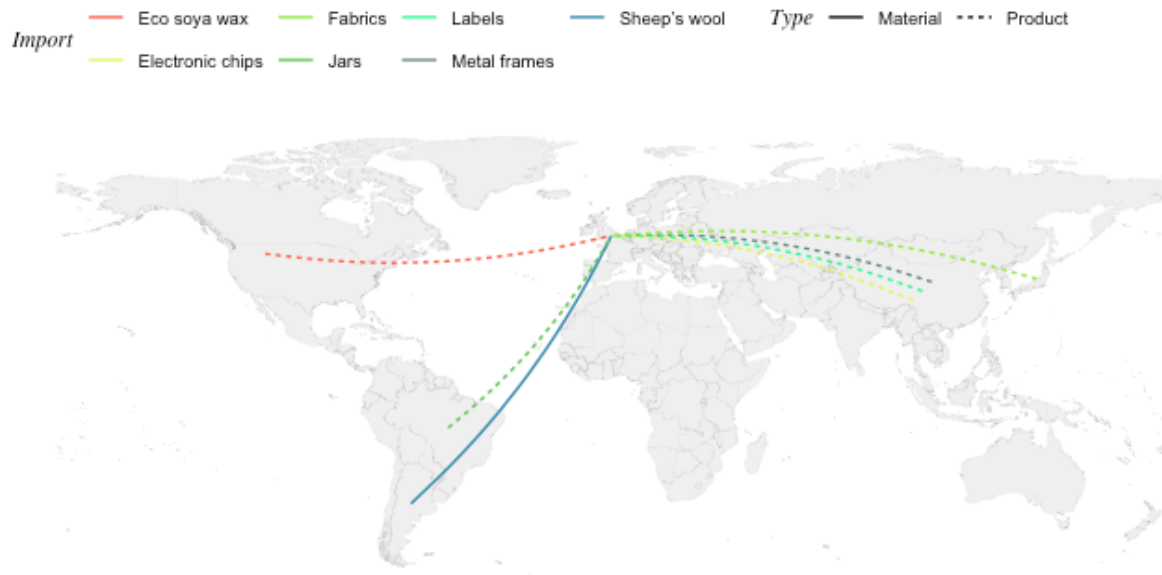 Import
Eco soya wax Fabrics Labels Sheep's wool
Electronic chips Jars Metal frames
Type Material Product